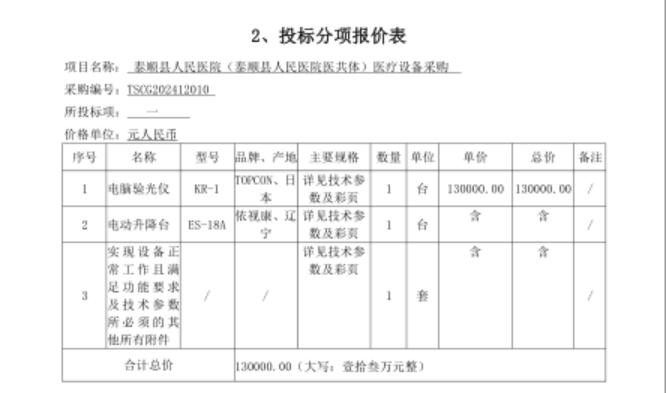 2、投标分项报价表
项目名称: 泰顺县人民医院（泰顺县人民医院医共体）医疗设备采购
采购编号: TSCG202412010
所投标项: 一
价格单位: 元人民币
序号 名称 型号 品牌、产地 主要规格 数量 单位 单价 总价 备注
1 电脑验光仪 KR-1 TOPCON、日本 详见技术参数及彩页 1 台 130000.00 130000.00 /
2 电动升降台 ES-18A 依视康、辽宁 详见技术参数及彩页 1 台 含 含 /
3 实现设备正常工作且满足功能要求及技术参数所必须的其他所有附件 / / 详见技术参数及彩页 1 套 含 含 /
合计总价 130000.00（大写: 壹拾叁万元整）